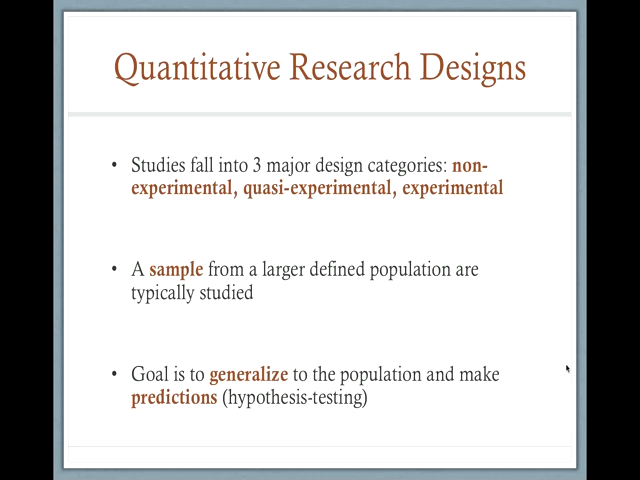 Quantitative Research Designs
• Studies fall into 3 major design categories: non-
experimental, quasi-experimental, experimental
• A sample from a larger defined population are
typically studied
• Goal is to generalize to the population and make
predictions (hypothesis-testing)